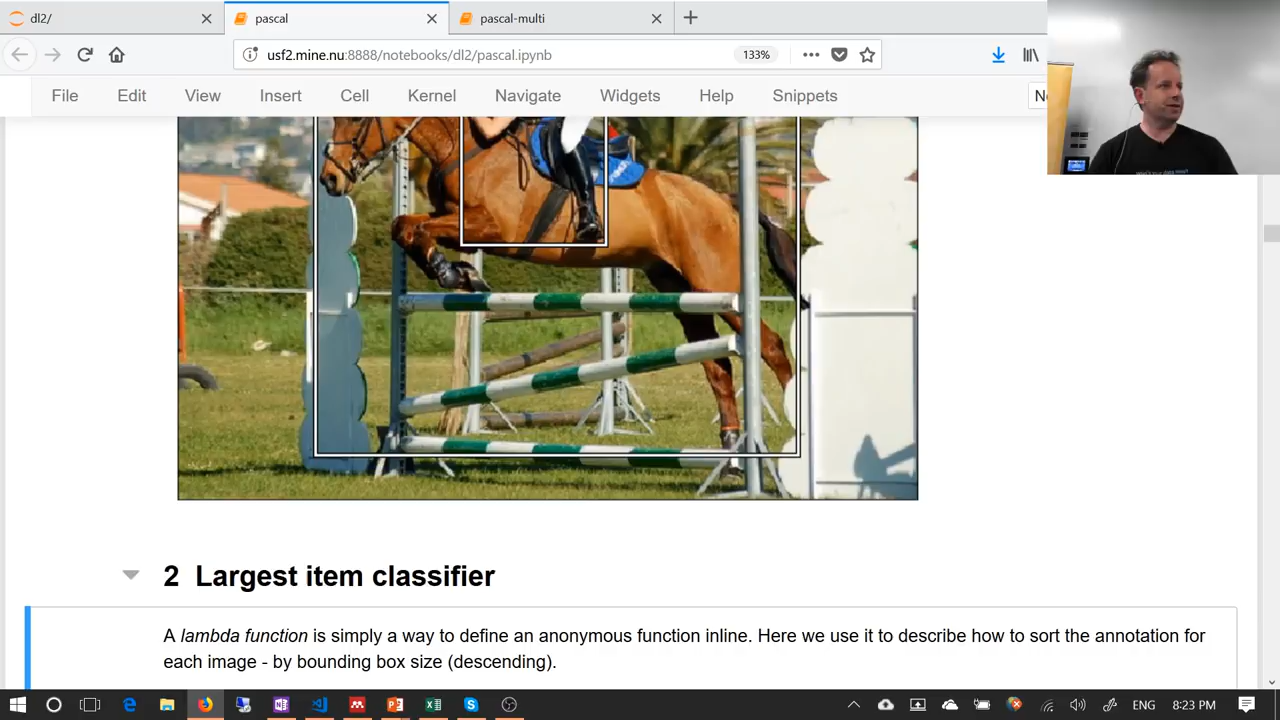 dl2/
pascal
pascal-multi
usf2.mine.nu:8888/notebooks/dl2/pascal.ipynb
133%
File Edit View Insert Cell Kernel Navigate Widgets Help Snippets
2 Largest item classifier
A lambda function is simply a way to define an anonymous function inline. Here we use it to describe how to sort the annotation for
each image - by bounding box size (descending).
ENG 8:23 PM